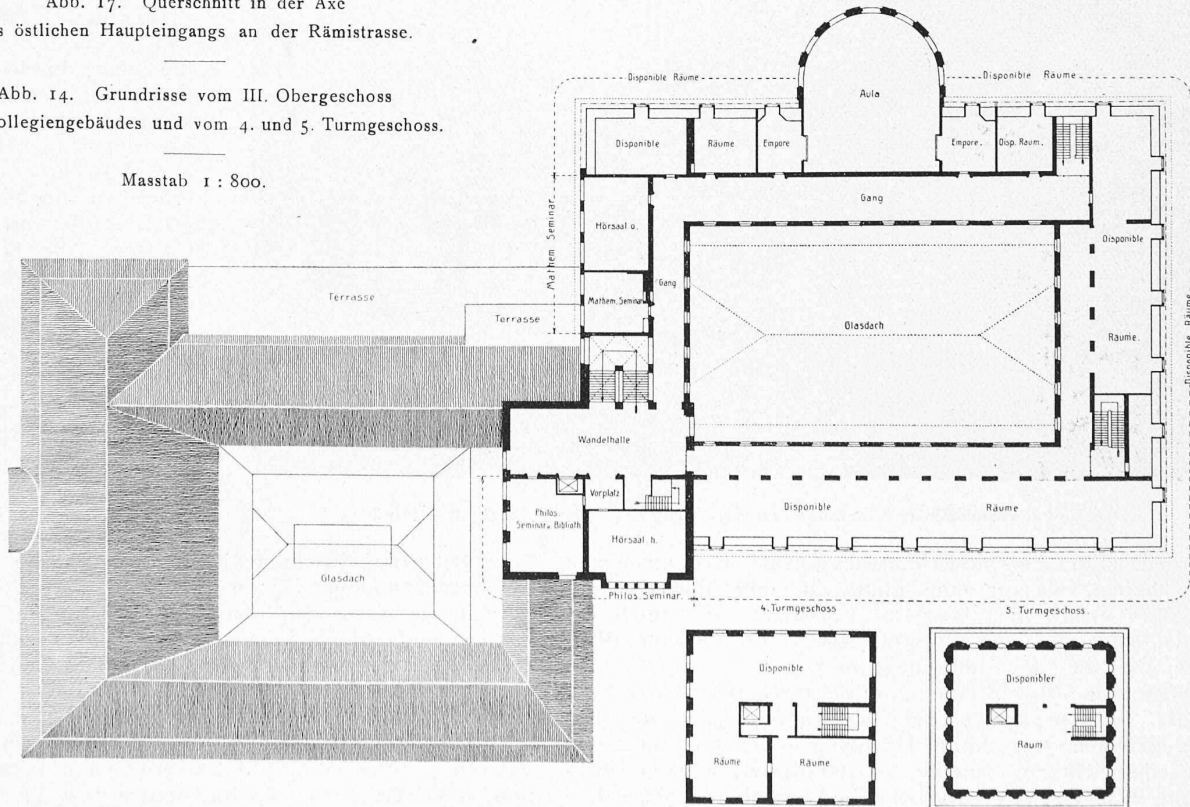 Abb. 17. Querschnitt in der Axe
s östlichen Haupteingangs an der Rämistrasse.
Abb. 14. Grundrisse vom III. Obergeschoss
ollegiengebäudes und vom 4. und 5. Turmgeschoss.
Masstab 1 : 800.
Disponible Räume
Disponible Räume
Aula
Disponible
Räume
Empore
Empore.
Disp. Raum.
Gang
Mathem Seminar
Hörsaal g.
Disponible
Mathem. Seminar
Gang
Terrasse
Terrasse
Glasdach
Räume.
Disponible Räume
Wandelhalle
Philos.
Seminar u. Bibliath.
Vorplatz
Hörsaal h.
Disponible
Räume
Glasdach
Philos. Seminar.
4. Turmgeschoss
5. Turmgeschoss.
Disponible
Räume
Räume
Disponibler
Raum